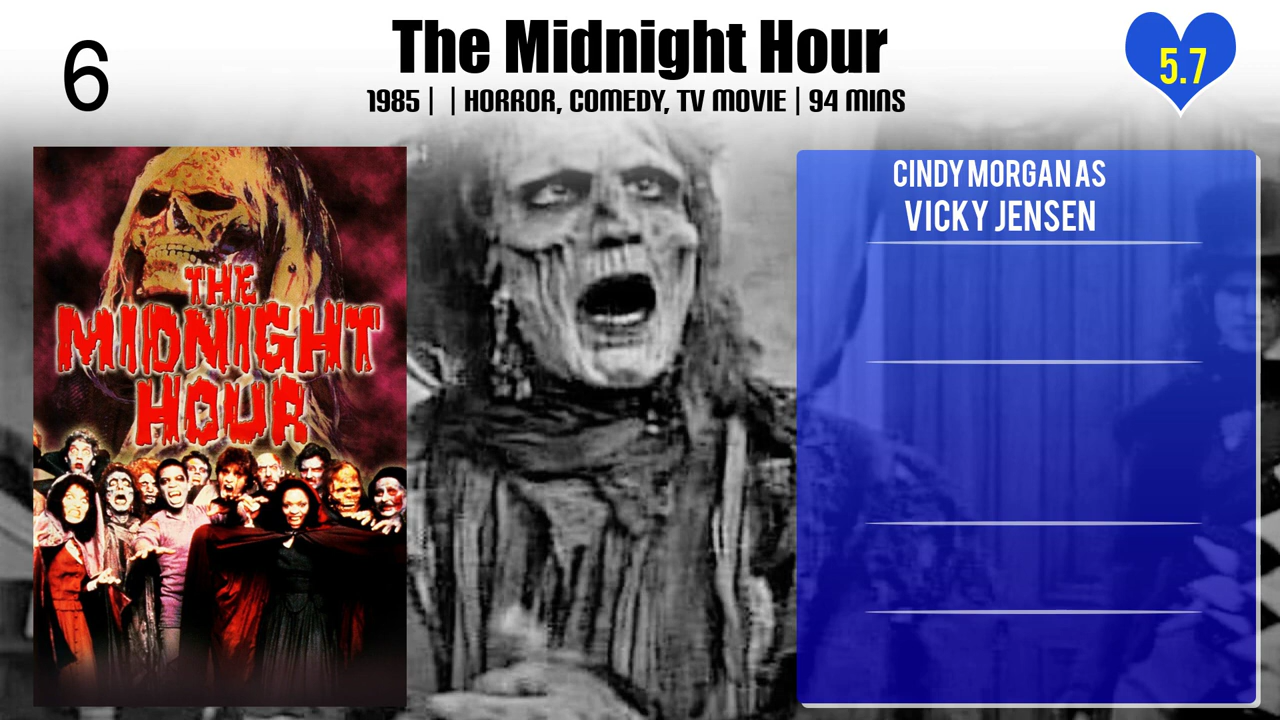 6
The Midnight Hour
1985 | | HORROR, COMEDY, TV MOVIE | 94 MINS
5.7
THE
MIDNIGHT
HOUR
CINDY MORGAN AS
VICKY JENSEN